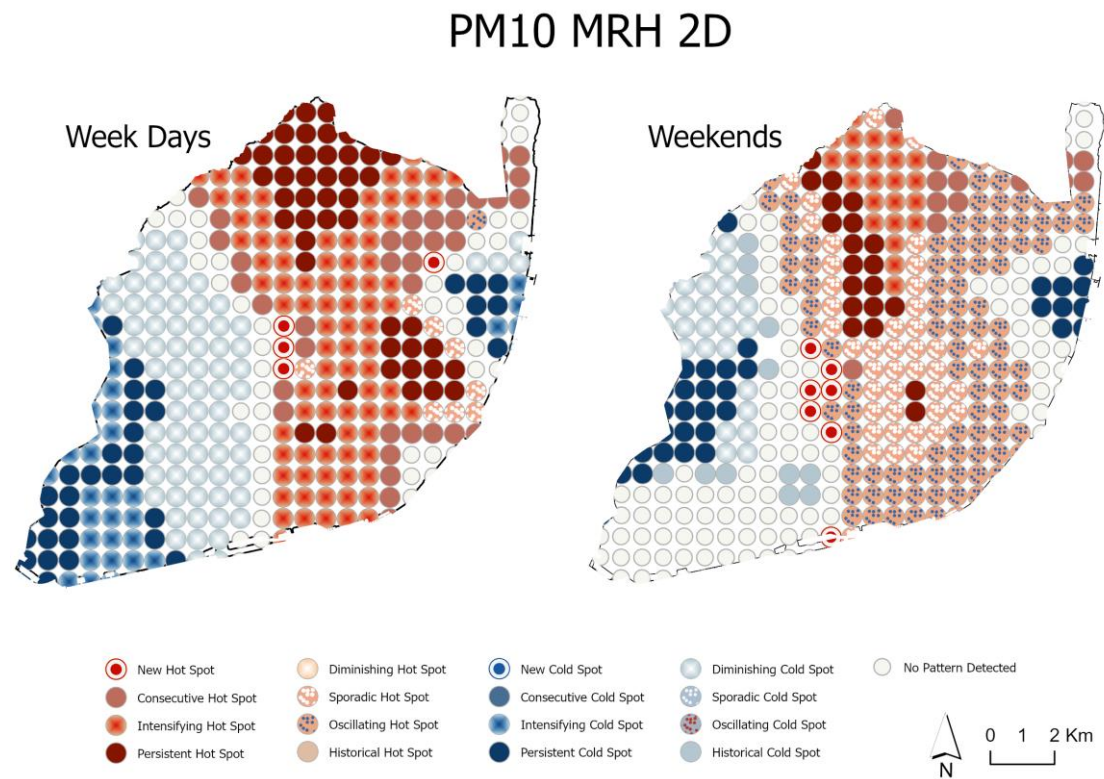 PM10 MRH 2D
Week Days
Weekends
New Hot Spot
Diminishing Hot Spot
New Cold Spot
Diminishing Cold Spot
No Pattern Detected
Consecutive Hot Spot
Sporadic Hot Spot
Consecutive Cold Spot
Sporadic Cold Spot
Intensifying Hot Spot
Oscillating Hot Spot
Intensifying Cold Spot
Oscillating Cold Spot
Persistent Hot Spot
Historical Hot Spot
Persistent Cold Spot
Historical Cold Spot
N
0 1 2 Km